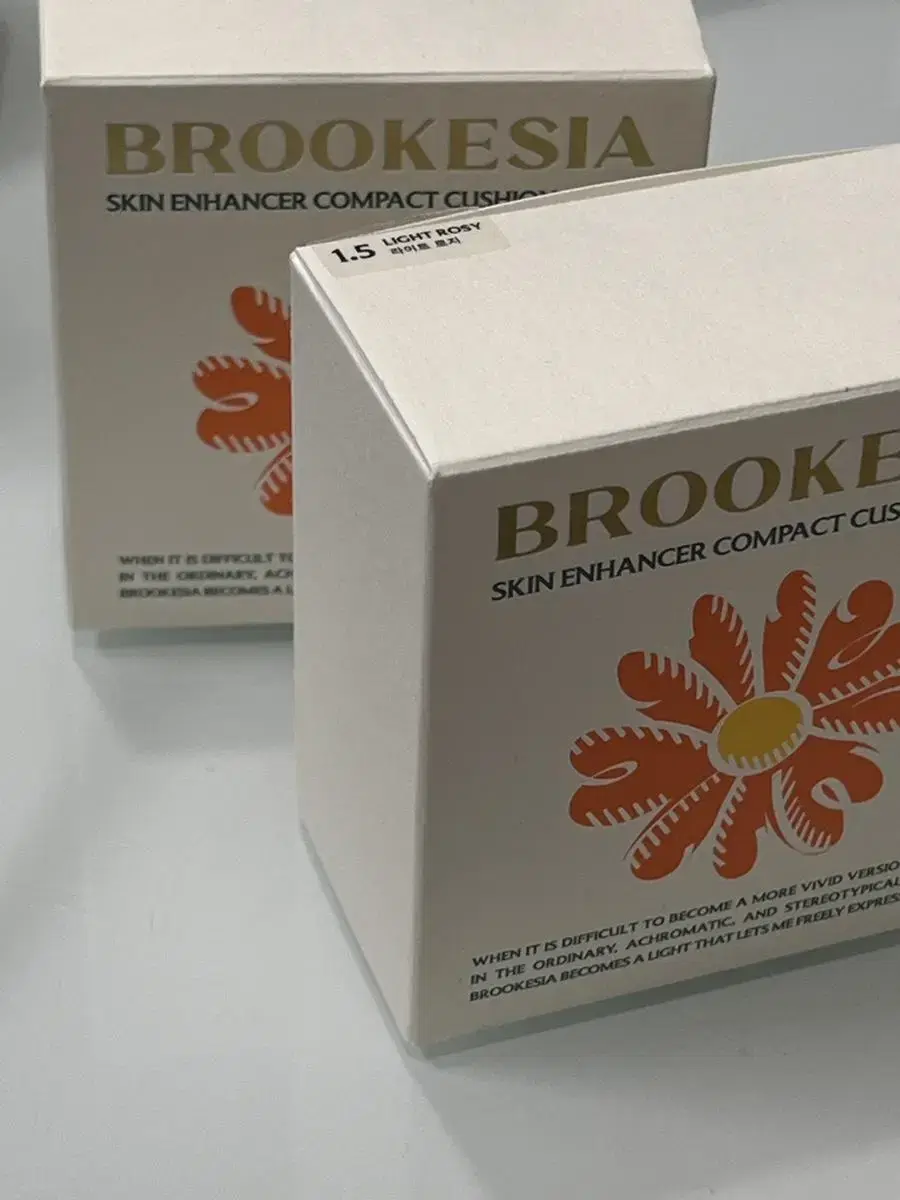 BROOKESIA
SKIN ENHANCER COMPACT CUSHION
WHEN IT IS DIFFICULT TO
IN THE ORDINARY, ACH
BROOKESIA BECOMES A L
1.5 LIGHT ROSY
라이트 로지
BROOKE
SKIN ENHANCER COMPACT CUS
WHEN IT IS DIFFICULT TO BECOME A MORE VIVID VERSIO
IN THE ORDINARY, ACHROMATIC, AND STEREOTYPICAL
BROOKESIA BECOMES A LIGHT THAT LETS ME FREELY EXPRES